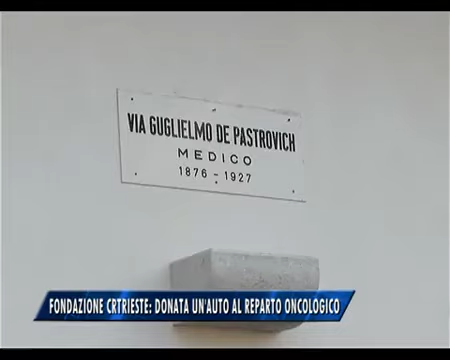 VIA GUGLIELMO DE PASTROVICH
MEDICO
1876 - 1927
FONDAZIONE CRTRIESTE: DONATA UN'AUTO AL REPARTO ONCOLOGICO